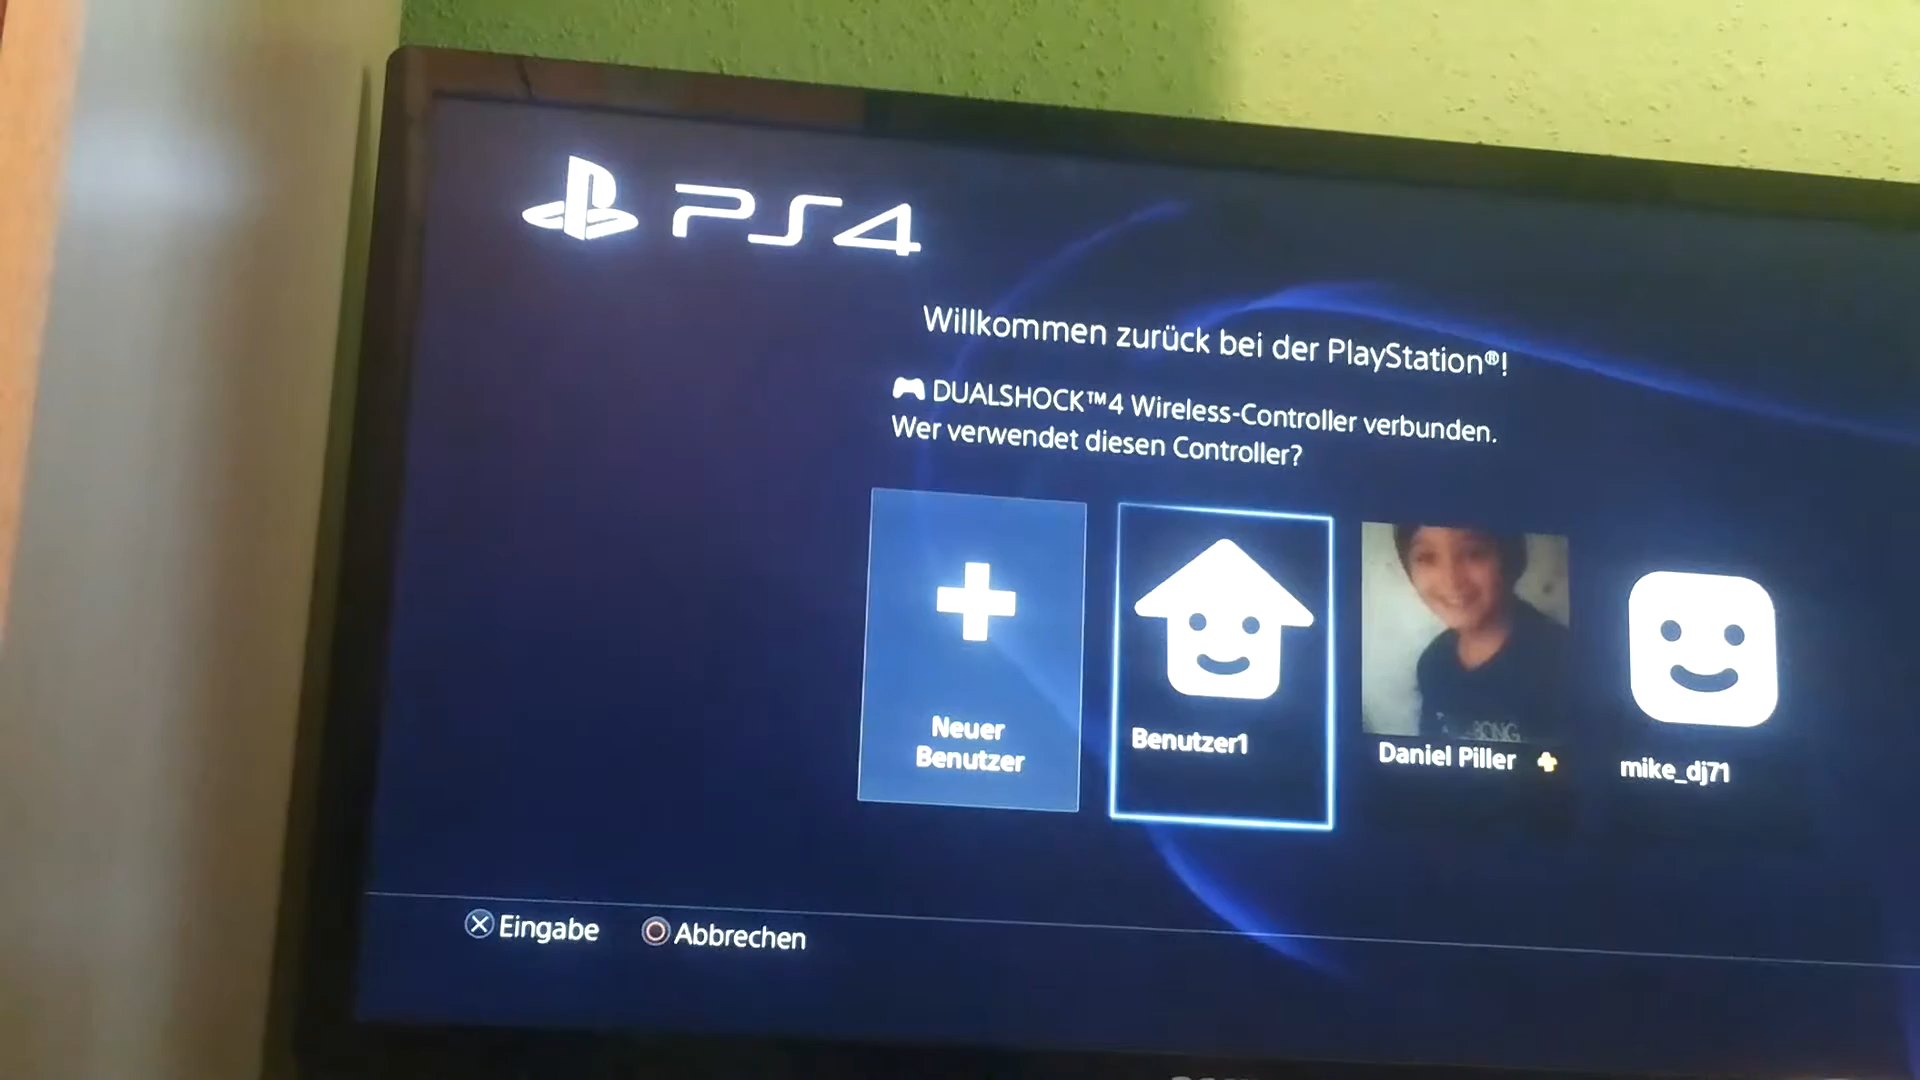 PS4
Willkommen zurück bei der PlayStation®!
DUALSHOCK™4 Wireless-Controller verbunden.
Wer verwendet diesen Controller?
Neuer
Benutzer
Benutzer1
Daniel Piller
mike_dj71
Eingabe
Abbrechen